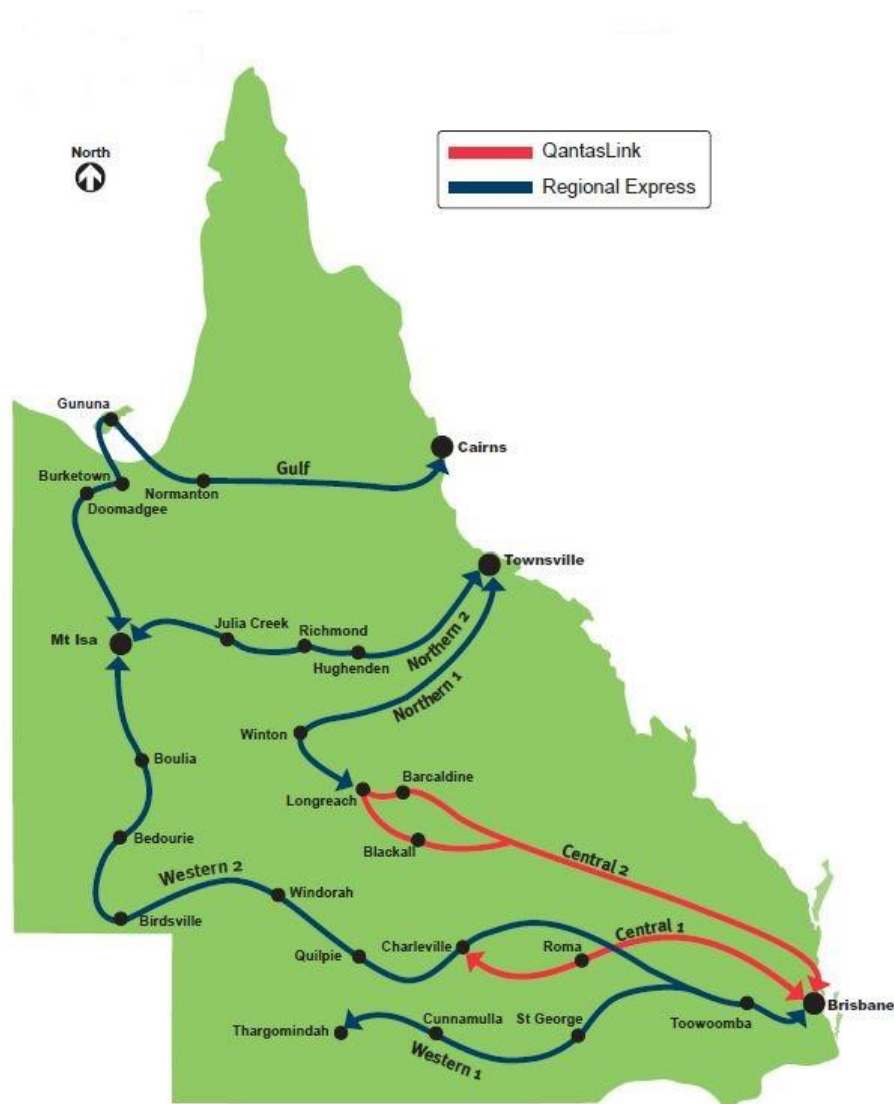 North
QantasLink
Regional Express
Gununa
Cairns
Gulf
Burketown
Normanton
Doomadgee
Townsville
Julia Creek
Richmond
Mt Isa
Hughenden
Northern 2
Northern 1
Winton
Boulia
Barcaldine
Longreach
Bedourie
Blackall
Central 2
Western 2
Windorah
Birdsville
Central 1
Charleville
Roma
Quilpie
Brisbane
Cunnamulla
St George
Toowoomba
Thargomindah
Western 1